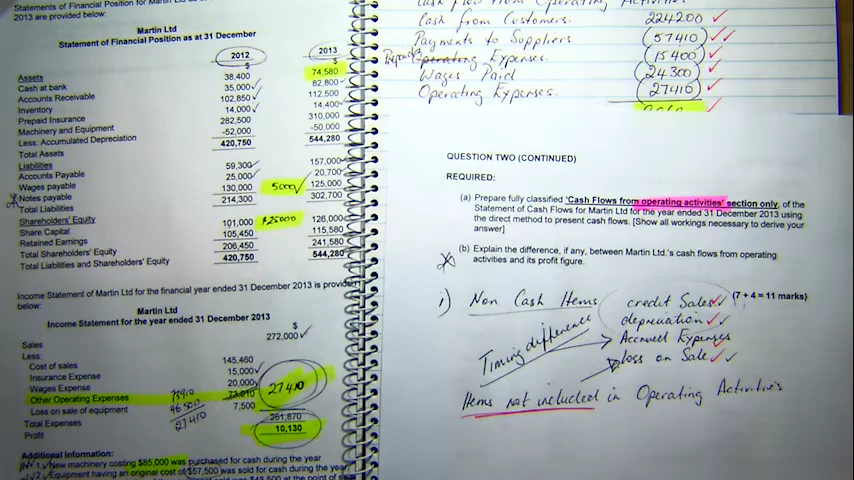 Statements of Financial Position for Martin
2013 are provided below:
Martin Ltd
Statement of Financial Position as at 31 December
2012 2013
$ $
Assets
Cash at bank 38,400 74,580
Accounts Receivable 35,000 82,800
Inventory 102,850 112,500
Prepaid Insurance 14,000 14,400
Machinery and Equipment 282,500 310,000
Less: Accumulated Depreciation -52,000 -50,000
Total Assets 420,750 544,280
Liabilities
Accounts Payable 59,300 157,000
Wages payable 25,000 5000 20,700
Notes payable 130,000 125,000
Total Liabilities 214,300 302,700
Shareholders' Equity $25000
Share Capital 101,000 126,000
Retained Earnings 105,450 115,580
Total Shareholders' Equity 206,450 241,580
Total Liabilities and Shareholders' Equity 420,750 544,280
Income Statement of Martin Ltd for the financial year ended 31 December 2013 is provided
below:
Martin Ltd
Income Statement for the year ended 31 December 2013
$
Sales 272,000
Less:
Cost of sales 145,460
Insurance Expense 15,000
Wages Expense 20,000
Other Operating Expenses 27410
Loss on sale of equipment 46500 7,500
Total Expenses 27410 261,870
Profit 10,130
Additional Information:
1. New machinery costing $85,000 was purchased for cash during the year
2. Equipment having an original cost of $57,500 was sold for cash during the year
Cash from Customers. 224200
Payments to Suppliers (57410)
Expenses. (15400)
Wages Paid (24300)
Operating Expenses. (27410)
QUESTION TWO (CONTINUED)
REQUIRED:
(a) Prepare fully classified 'Cash Flows from operating activities' section only, of the
Statement of Cash Flows for Martin Ltd for the year ended 31 December 2013 using
the direct method to present cash flows. [Show all workings necessary to derive your
answer]
(b) Explain the difference, if any, between Martin Ltd.'s cash flows from operating
activities and its profit figure.
(7 + 4 = 11 marks)
i) Non Cash Items credit Sales
depreciation
Timing difference Accrued Expenses
loss on Sale
Items not included in Operating Activities